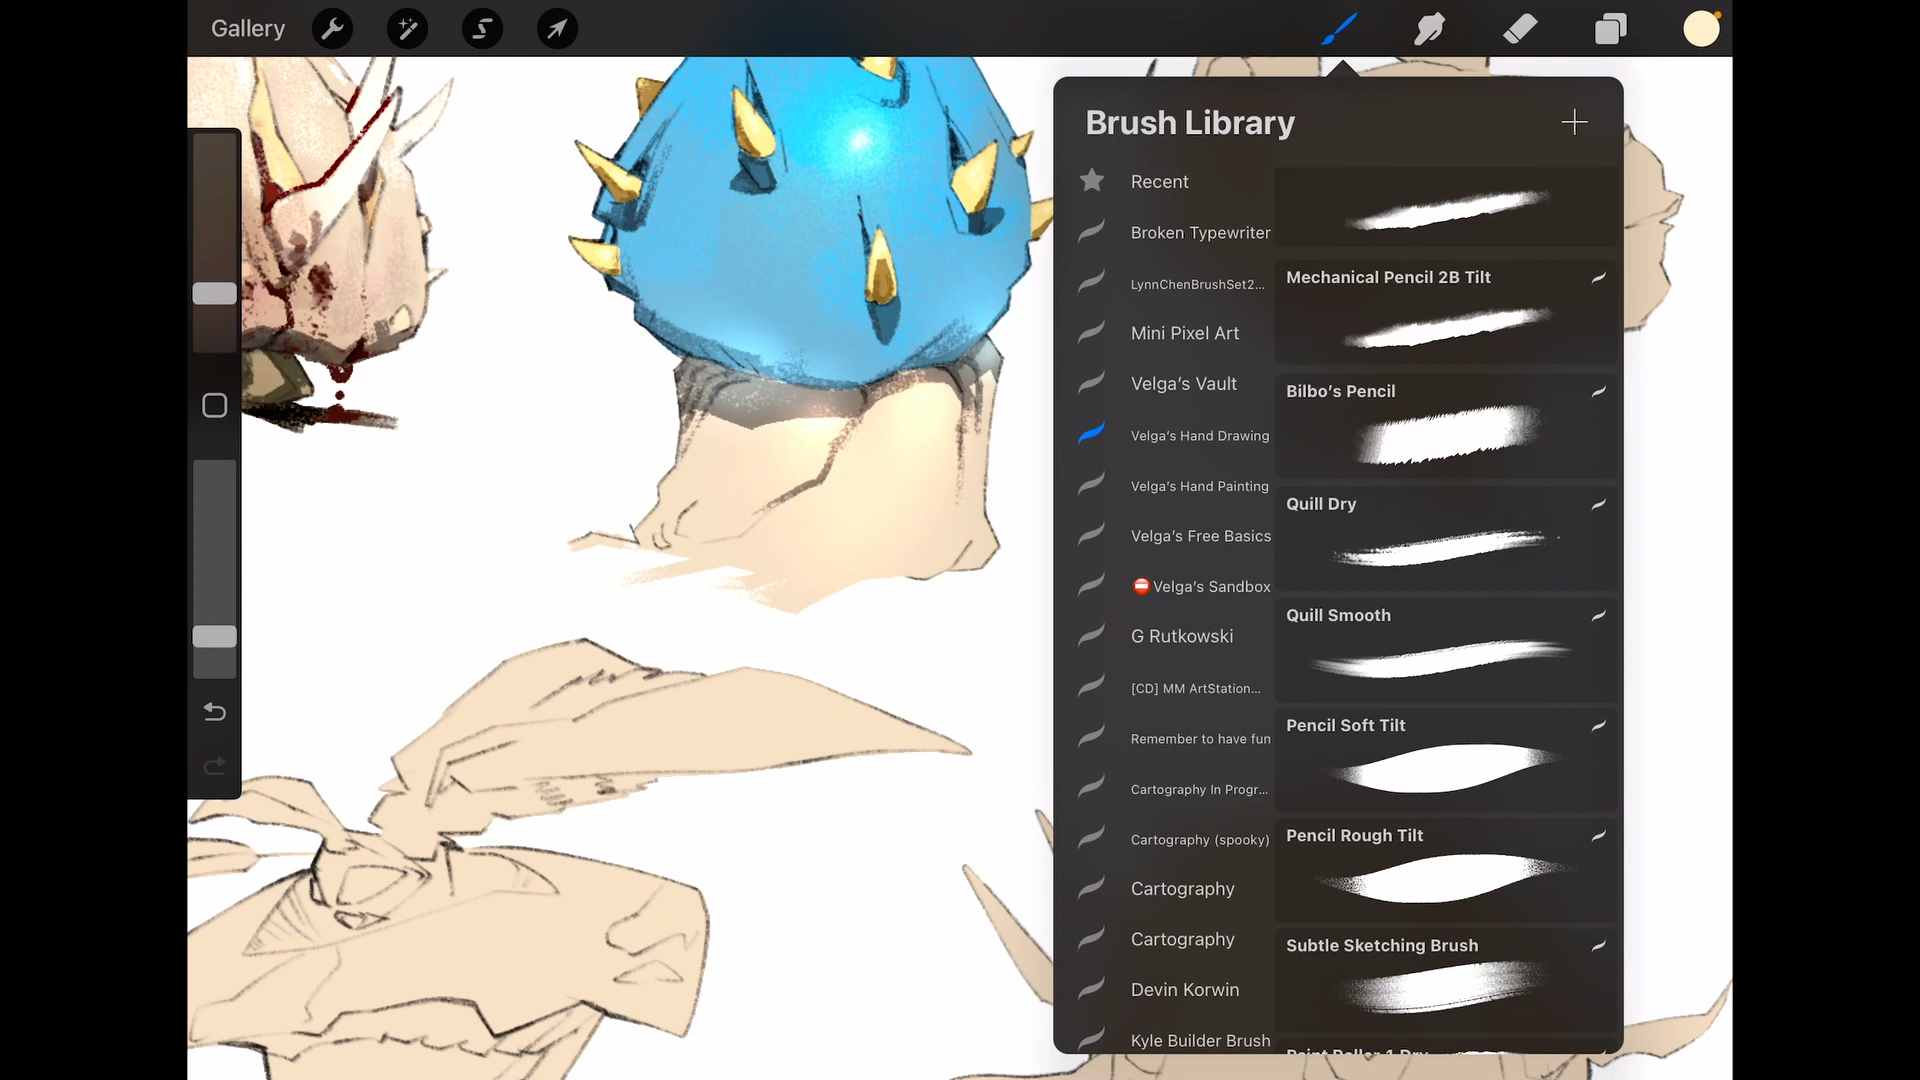 Gallery
Brush Library
Recent
Broken Typewriter
LynnChenBrushSet2...
Mini Pixel Art
Velga's Vault
Velga's Hand Drawing
Velga's Hand Painting
Velga's Free Basics
Velga's Sandbox
G Rutkowski
[CD] MM ArtStation...
Remember to have fun
Cartography In Progr...
Cartography (spooky)
Cartography
Cartography
Devin Korwin
Kyle Builder Brush
Mechanical Pencil 2B Tilt
Bilbo's Pencil
Quill Dry
Quill Smooth
Pencil Soft Tilt
Pencil Rough Tilt
Subtle Sketching Brush